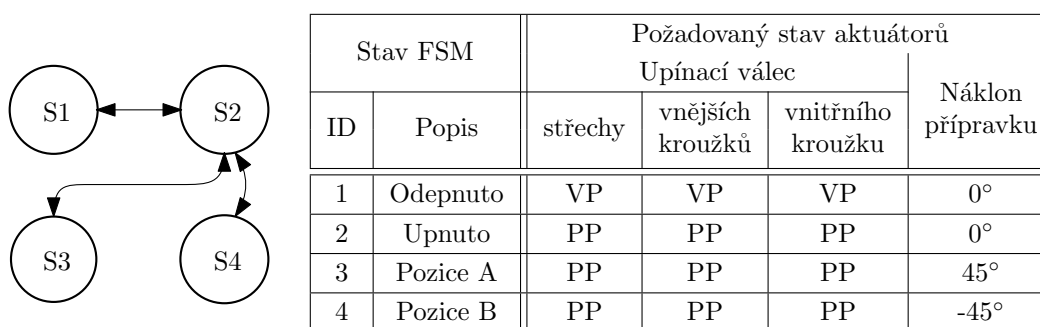 S1 S2
S3 S4
Stav FSM Požadovaný stav aktuátorů
Upínací válec Náklon přípravku
ID Popis střechy vnějších kroužků vnitřního kroužku
1 Odepnuto VP VP VP 0°
2 Upnuto PP PP PP 0°
3 Pozice A PP PP PP 45°
4 Pozice B PP PP PP -45°